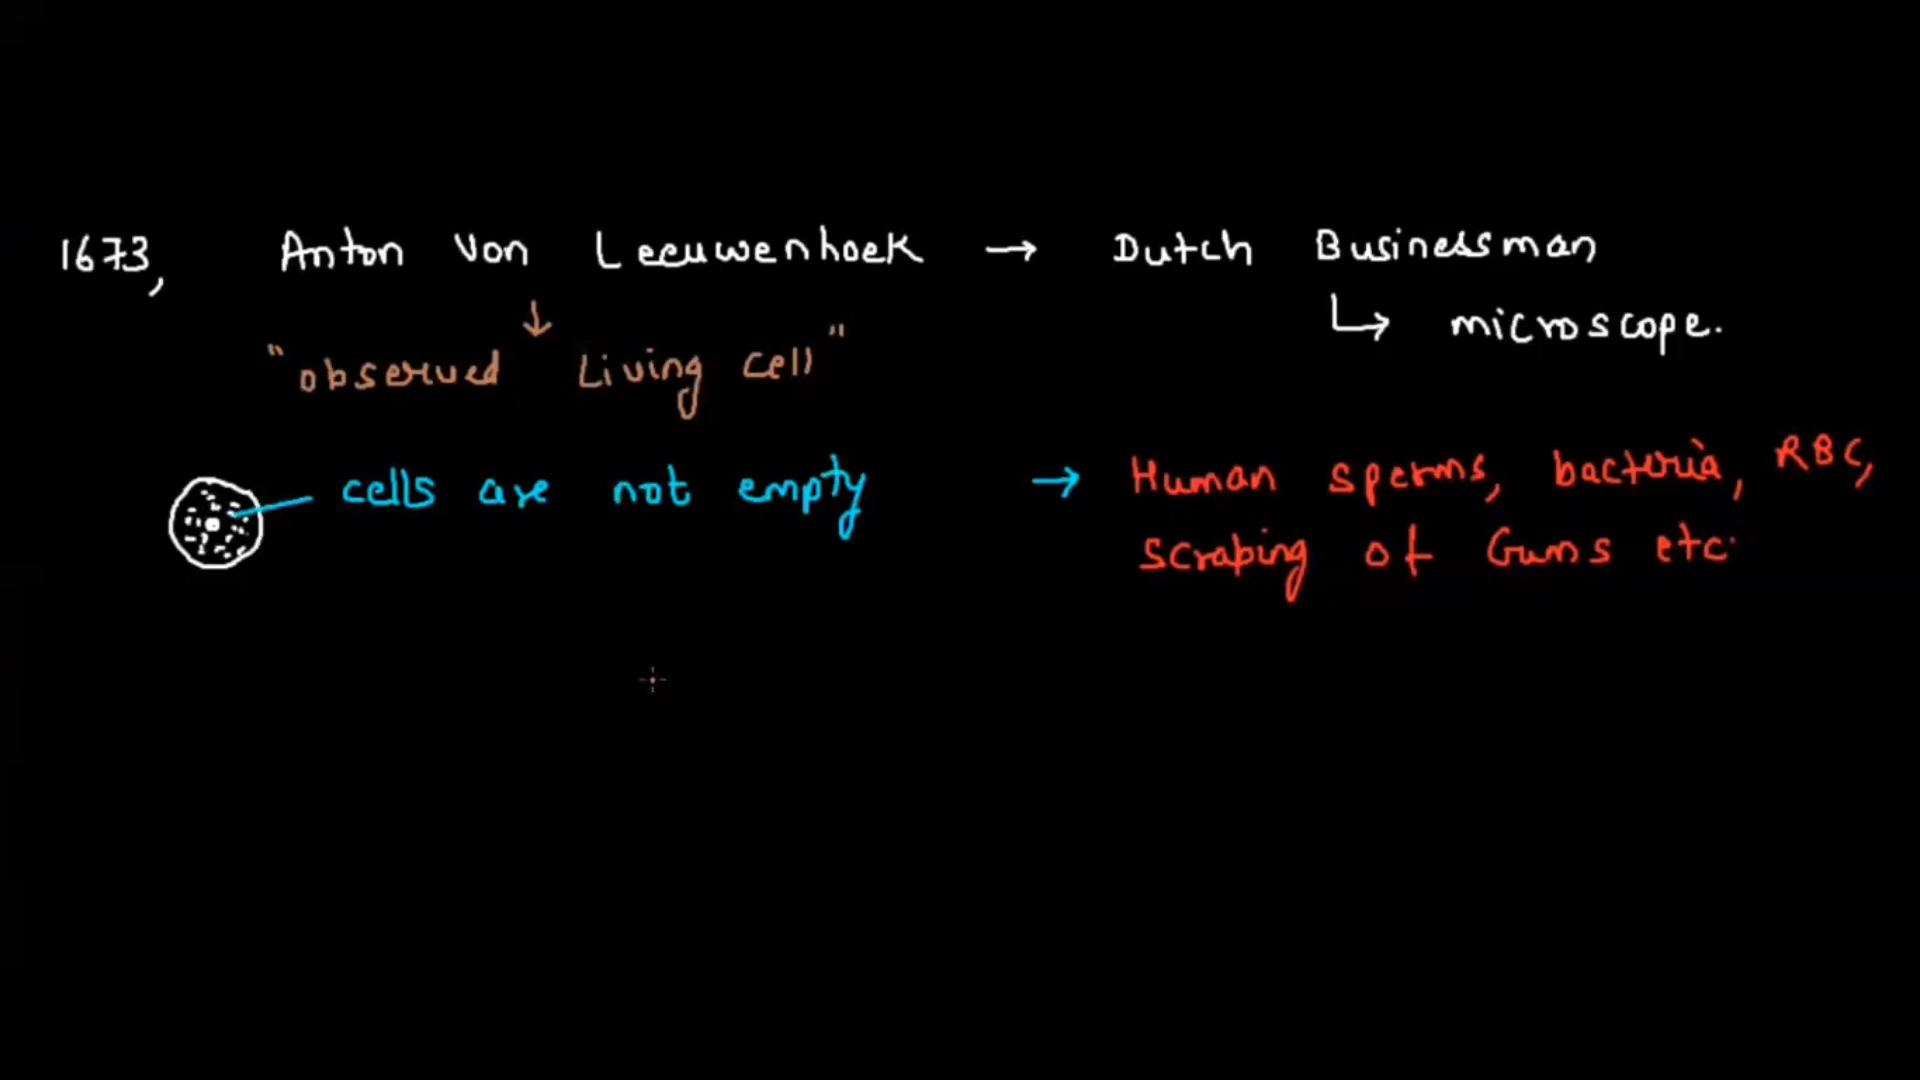 1673, Anton Von Leeuwenhoek → Dutch Businessman
↳ microscope.
↓
"observed Living cell"
cells are not empty → Human sperms, bacteria, RBC,
scraping of Gums etc.